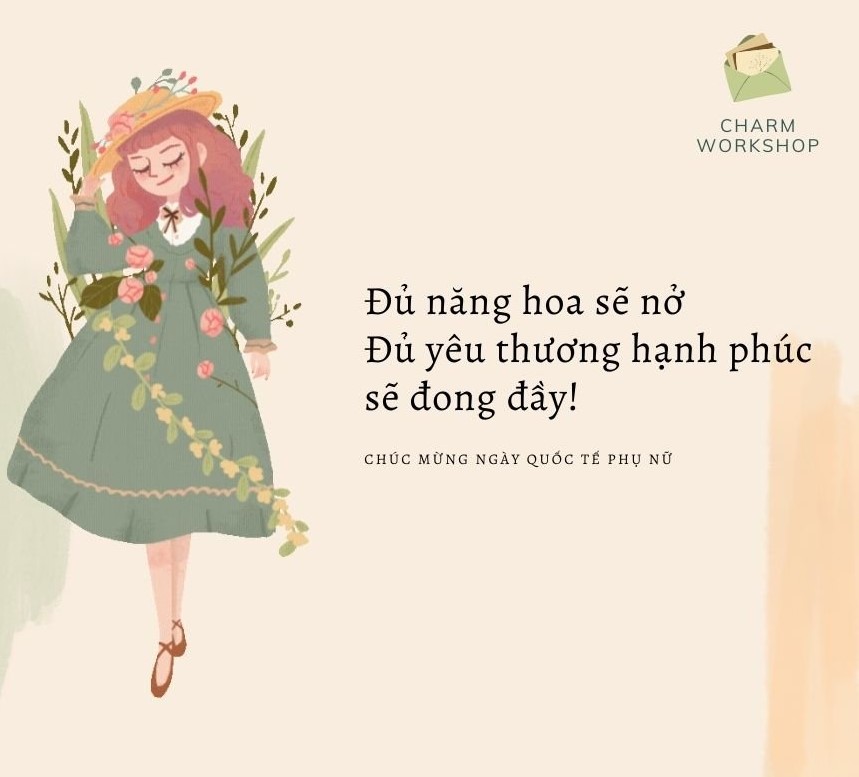 CHARM
WORKSHOP
Đủ năng hoa sẽ nở
Đủ yêu thương hạnh phúc
sẽ đong đầy!
CHÚC MỪNG NGÀY QUỐC TẾ PHỤ NỮ